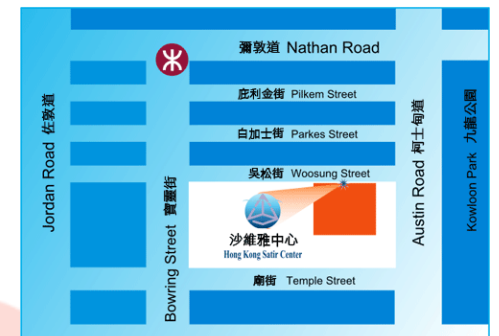 彌敦道 Nathan Road
庇利金街 Pilkem Street
白加士街 Parkes Street
吳松街 Woosung Street
沙維雅中心
Hong Kong Satir Center
廟街 Temple Street
Jordan Road 佐敦道
Bowring Street 寶靈街
Austin Road 柯士甸道
Kowloon Park 九龍公園